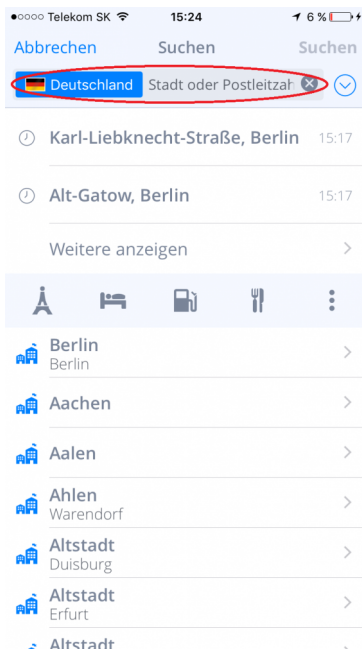 Telekom SK 15:24 6 %
Abbrechen Suchen Suchen
Deutschland Stadt oder Postleitzah
Karl-Liebknecht-Straße, Berlin 15:17
Alt-Gatow, Berlin 15:17
Weitere anzeigen
Berlin
Berlin
Aachen
Aalen
Ahlen
Warendorf
Altstadt
Duisburg
Altstadt
Erfurt
Altstadt